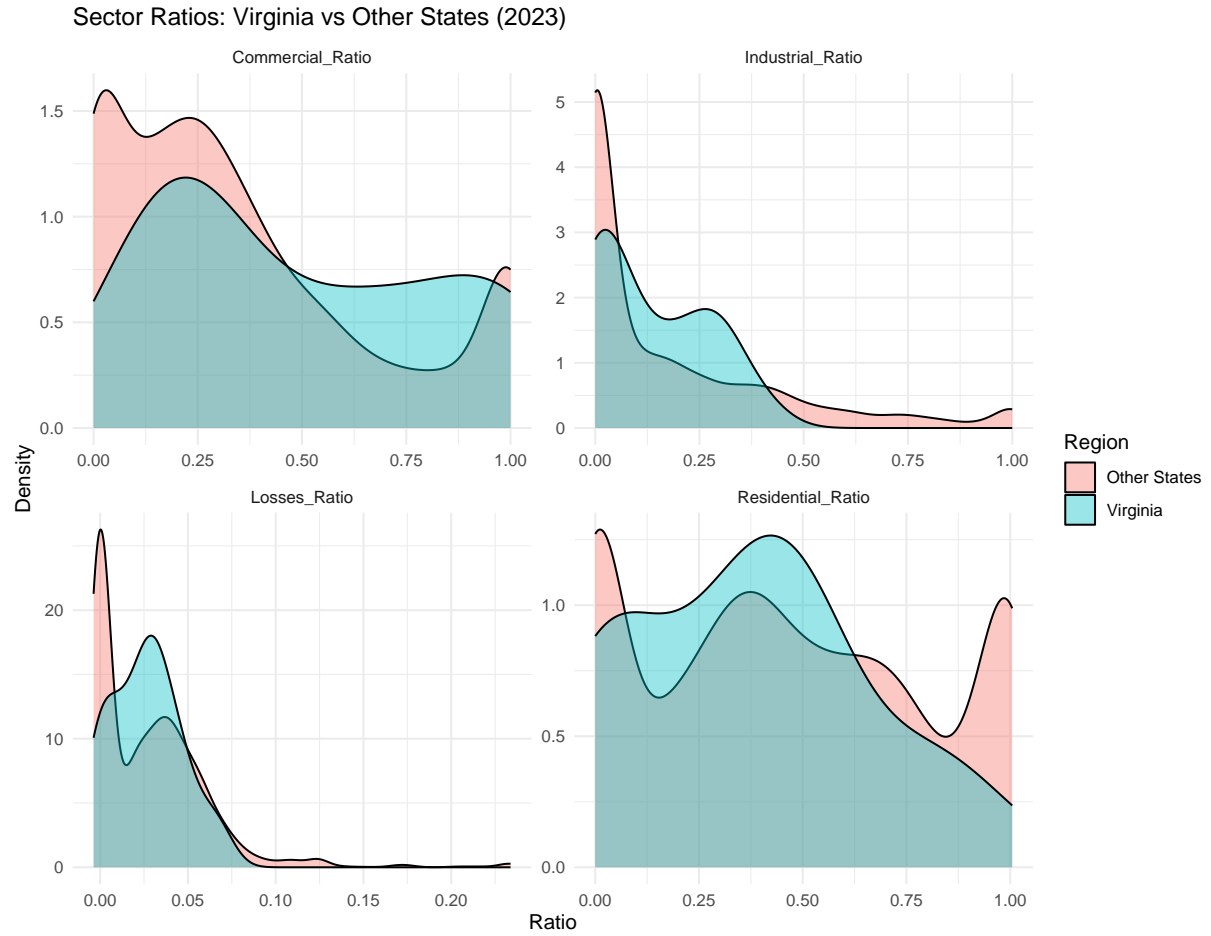 Sector Ratios: Virginia vs Other States (2023)
Commercial_Ratio
Industrial_Ratio
1.5
1.0
0.5
0.0
0.00 0.25 0.50 0.75 1.00
5
4
3
2
1
0
0.00 0.25 0.50 0.75 1.00
Losses_Ratio
Residential_Ratio
20
10
0
0.00 0.05 0.10 0.15 0.20
1.0
0.5
0.0
0.00 0.25 0.50 0.75 1.00
Density
Ratio
Region
Other States
Virginia